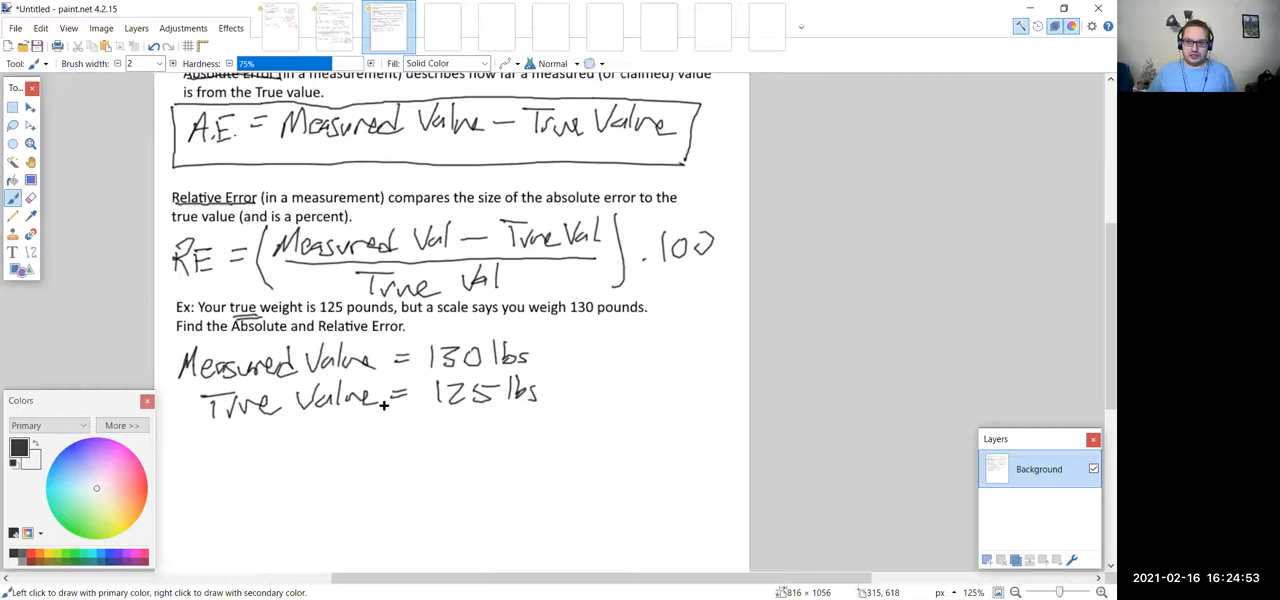 *Untitled - paint.net 4.2.15
File Edit View Image Layers Adjustments Effects
Tool: Brush width: 2 Hardness: 75% Fill: Solid Color Normal
To...
Absolute Error (in a measurement) describes how far a measured (or claimed) value
is from the True value.
A.E. = Measured Value - True Value
Relative Error (in a measurement) compares the size of the absolute error to the
true value (and is a percent).
RE = (Measured Val - True Val / True Val) . 100
Ex: Your true weight is 125 pounds, but a scale says you weigh 130 pounds.
Find the Absolute and Relative Error.
Measured Value = 130 lbs
True Value = 125 lbs
Colors
Primary More >>
Layers
Background
2021-02-16 16:24:53
Left click to draw with primary color, right click to draw with secondary color. 816 × 1056 315, 618 px 125%